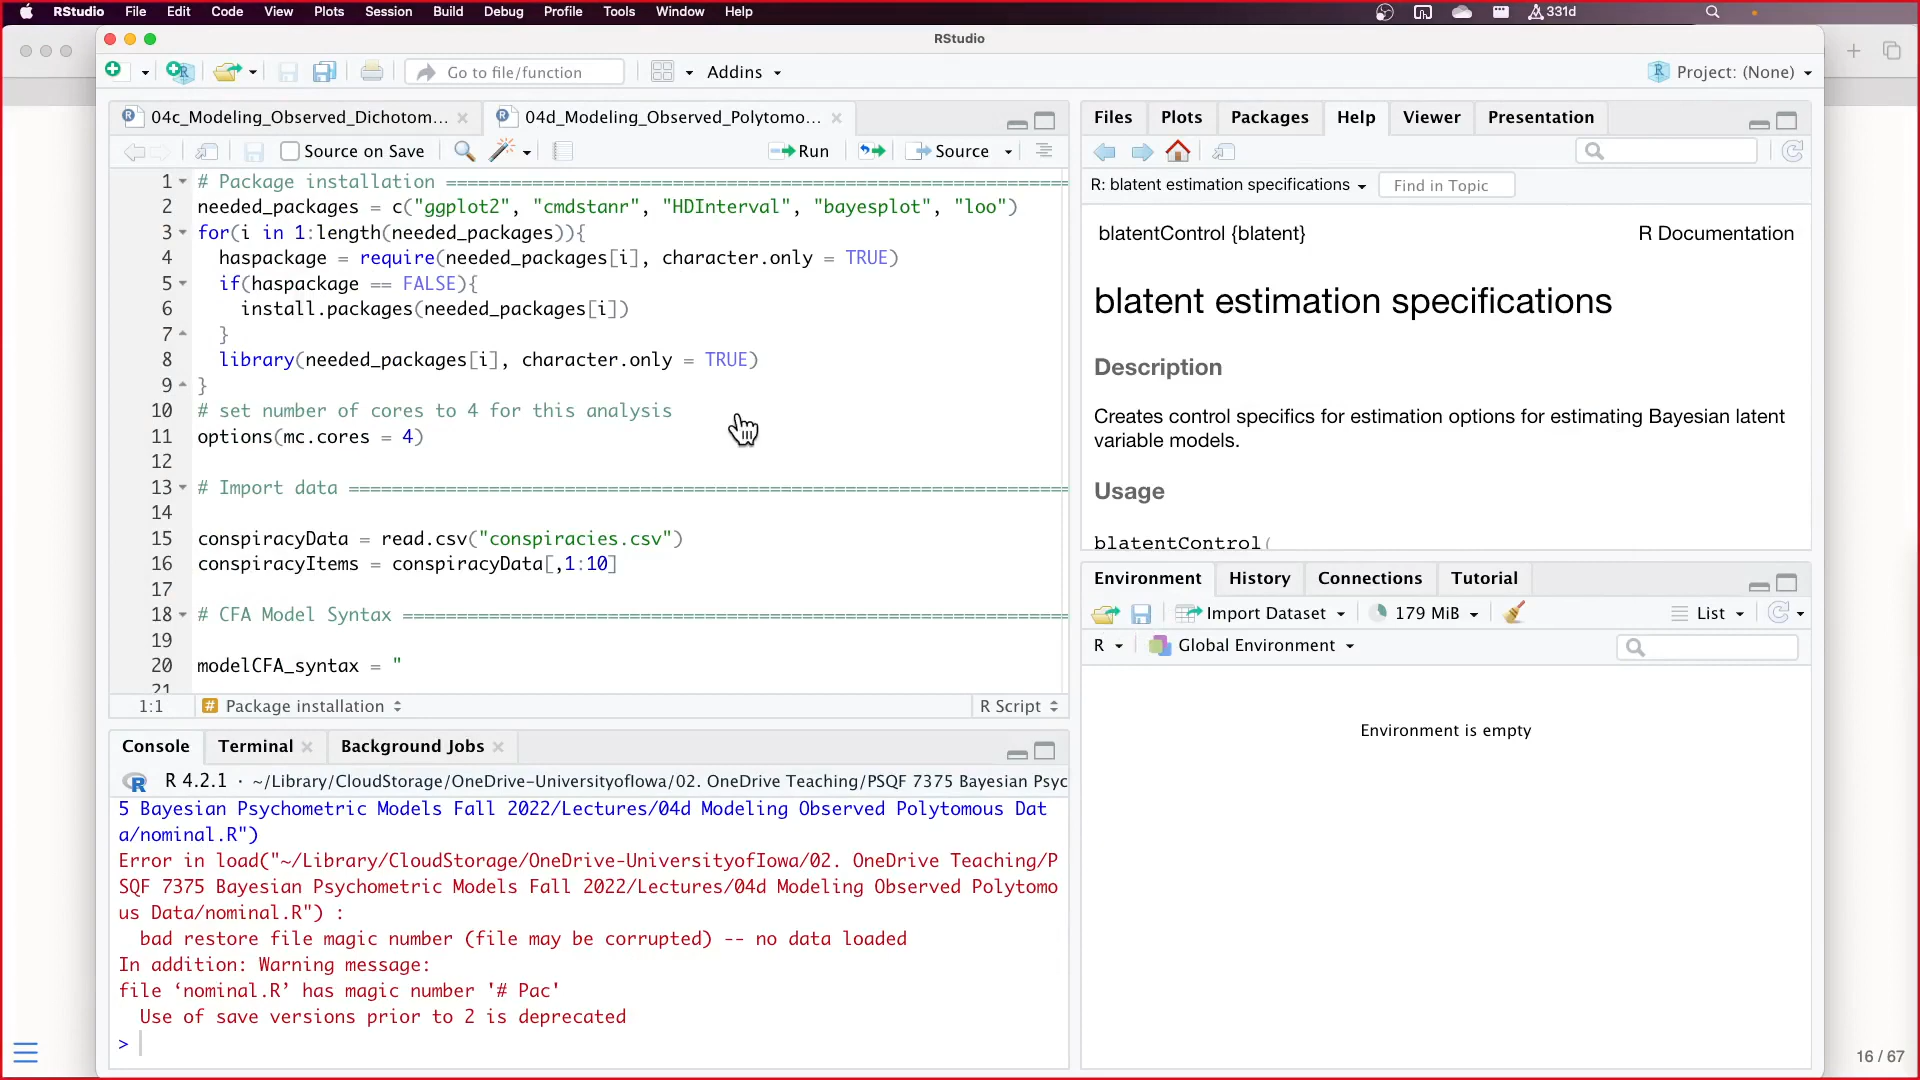 RStudio File Edit Code View Plots Session Build Debug Profile Tools Window Help 331d
RStudio
Go to file/function Addins Project: (None)
04c_Modeling_Observed_Dichotom... 04d_Modeling_Observed_Polytomo...
Source on Save Run Source
1 # Package installation ==========================================================
2 needed_packages = c("ggplot2", "cmdstanr", "HDInterval", "bayesplot", "loo")
3 for(i in 1:length(needed_packages)){
4 haspackage = require(needed_packages[i], character.only = TRUE)
5 if(haspackage == FALSE){
6 install.packages(needed_packages[i])
7 }
8 library(needed_packages[i], character.only = TRUE)
9 }
10 # set number of cores to 4 for this analysis
11 options(mc.cores = 4)
12
13 # Import data ===================================================================
14
15 conspiracyData = read.csv("conspiracies.csv")
16 conspiracyItems = conspiracyData[,1:10]
17
18 # CFA Model Syntax ==============================================================
19
20 modelCFA_syntax = "
21
1:1 Package installation R Script
Console Terminal Background Jobs
R 4.2.1 · ~/Library/CloudStorage/OneDrive-UniversityofIowa/02. OneDrive Teaching/PSQF 7375 Bayesian Psyc
5 Bayesian Psychometric Models Fall 2022/Lectures/04d Modeling Observed Polytomous Dat
a/nominal.R")
Error in load("~/Library/CloudStorage/OneDrive-UniversityofIowa/02. OneDrive Teaching/P
SQF 7375 Bayesian Psychometric Models Fall 2022/Lectures/04d Modeling Observed Polytomo
us Data/nominal.R") :
bad restore file magic number (file may be corrupted) -- no data loaded
In addition: Warning message:
file ‘nominal.R’ has magic number '# Pac'
Use of save versions prior to 2 is deprecated
>
Files Plots Packages Help Viewer Presentation
R: blatent estimation specifications Find in Topic
blatentControl {blatent} R Documentation
blatent estimation specifications
Description
Creates control specifics for estimation options for estimating Bayesian latent
variable models.
Usage
blatentControl(
Environment History Connections Tutorial
Import Dataset 179 MiB List
R Global Environment
Environment is empty
16 / 67